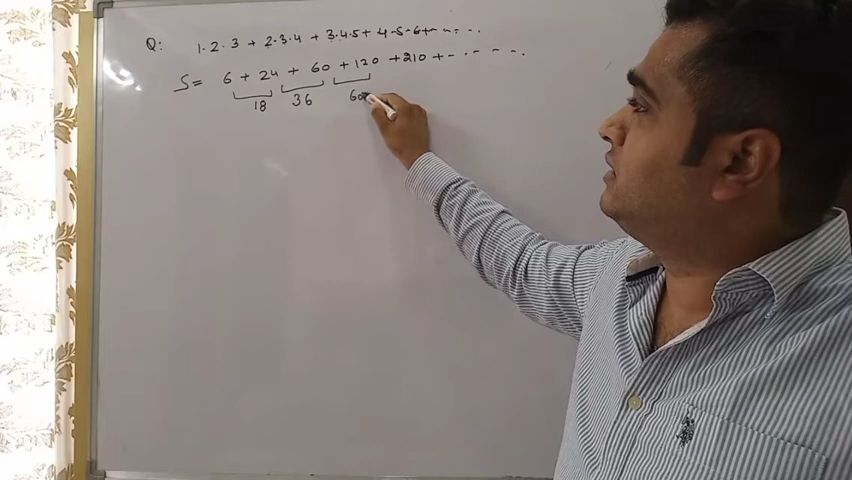 Q: 1·2·3 + 2·3·4 + 3·4·5 + 4·5·6 + - - - - -
S = 6 + 24 + 60 + 120 + 210 + - - - - - -
18 36 60